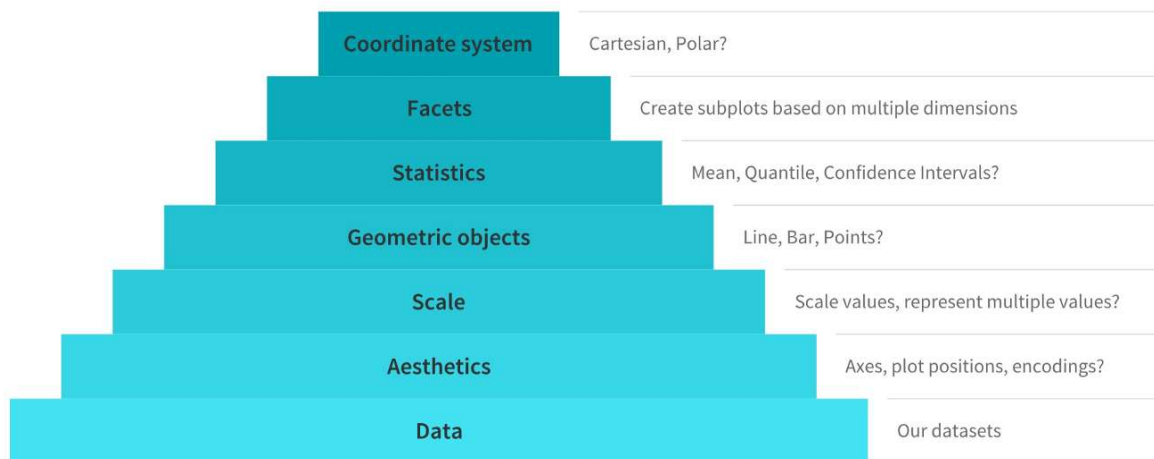 Coordinate system Cartesian, Polar?
Facets Create subplots based on multiple dimensions
Statistics Mean, Quantile, Confidence Intervals?
Geometric objects Line, Bar, Points?
Scale Scale values, represent multiple values?
Aesthetics Axes, plot positions, encodings?
Data Our datasets